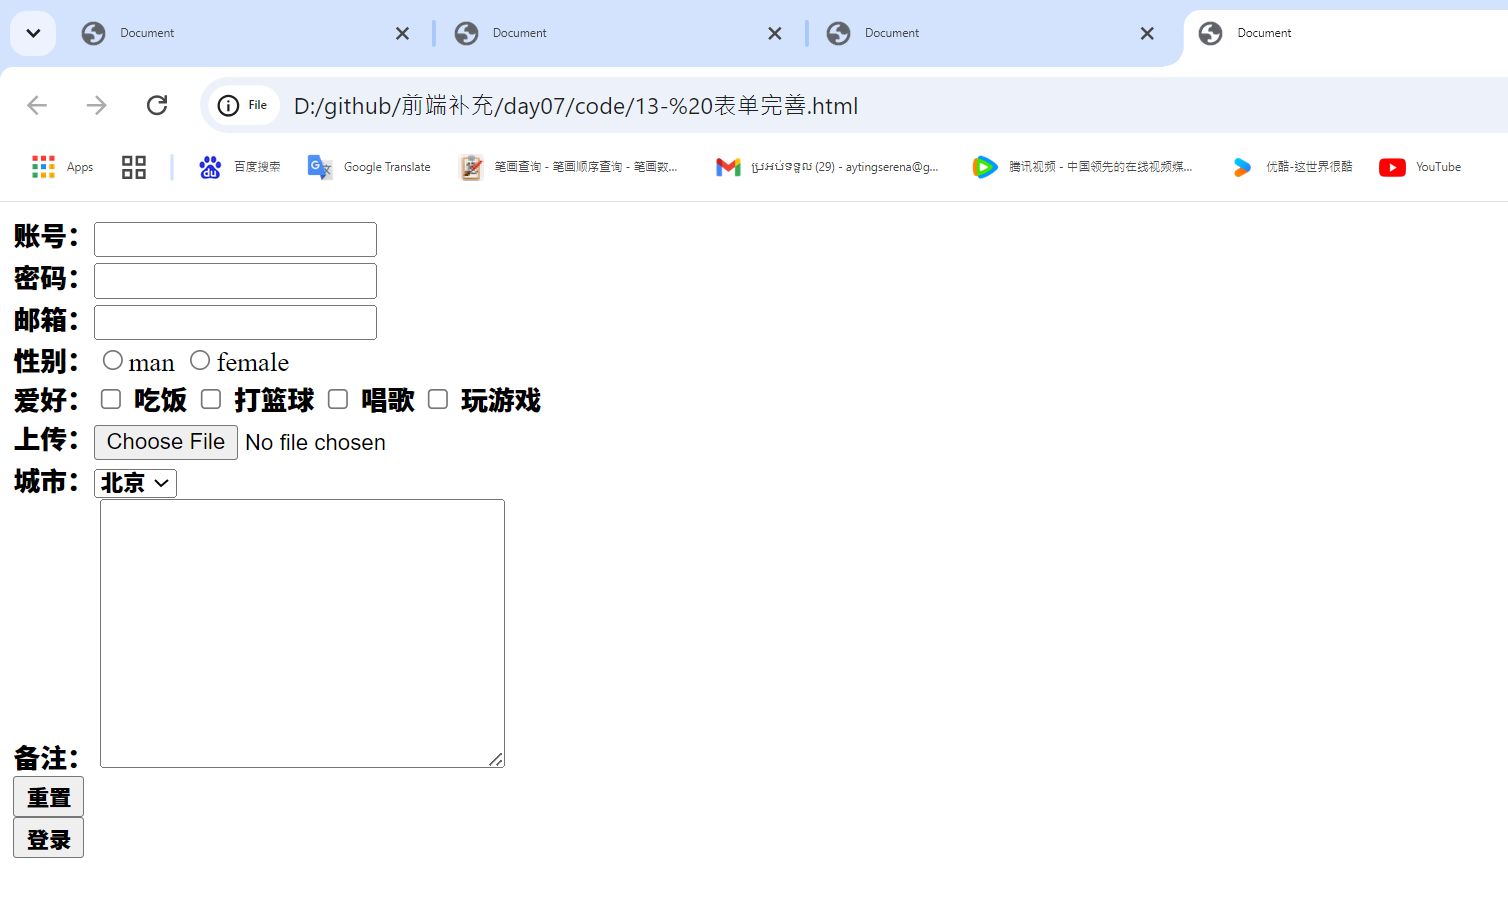 Document Document Document Document
File D:/github/前端补充/day07/code/13-%20表单完善.html
Apps 百度搜索 Google Translate 笔画查询 - 笔画顺序查询 - 笔画数... ប្រអប់ទទួល (29) - aytingserena@g... 腾讯视频 - 中国领先的在线视频媒... 优酷-这世界很酷 YouTube
账号：
密码：
邮箱：
性别： man female
爱好： 吃饭 打篮球 唱歌 玩游戏
上传： Choose File No file chosen
城市： 北京
备注：
重置
登录